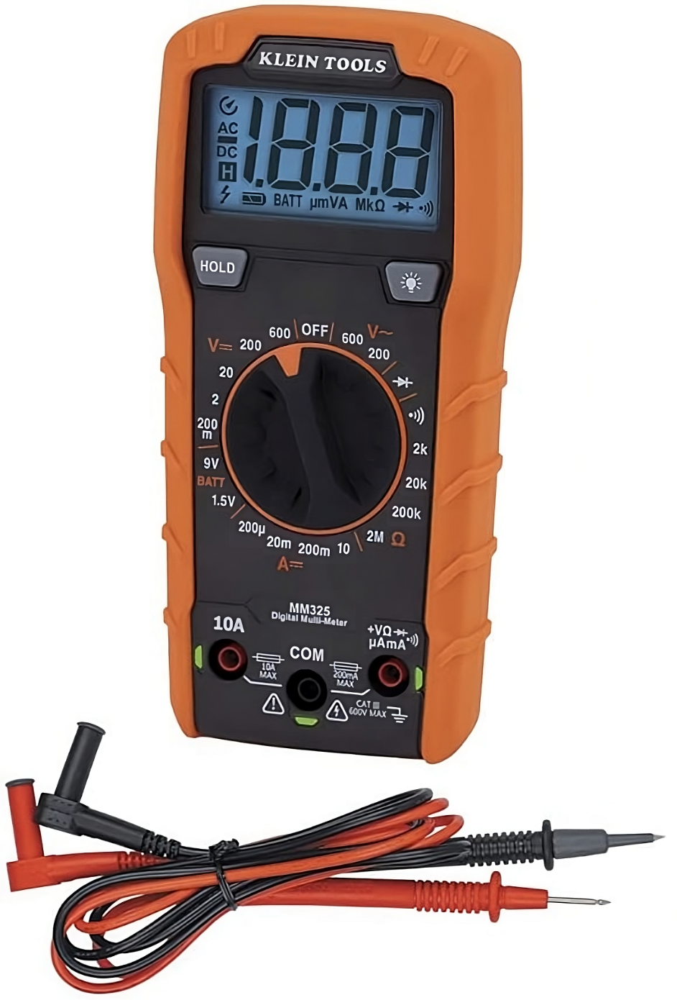 KLEIN TOOLS
AC
DC
H
1.8.8.8
BATT µmVA MkΩ
HOLD
OFF
600 V~
200
2k
20k
200k
2M Ω
600
V 200
20
2
200
m
9V
BATT
1.5V
200µ
20m
200m
10
A
MM325
Digital Multi-Meter
10A
COM
+VΩ
µAmA
10A
MAX
200mA
MAX
CAT
600V MAX